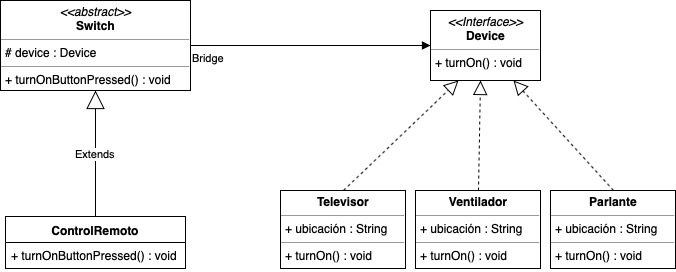 <<abstract>>
Switch
# device : Device
+ turnOnButtonPressed() : void
Bridge
<<Interface>>
Device
+ turnOn() : void
Extends
ControlRemoto
+ turnOnButtonPressed() : void
Televisor
+ ubicación : String
+ turnOn() : void
Ventilador
+ ubicación : String
+ turnOn() : void
Parlante
+ ubicación : String
+ turnOn() : void